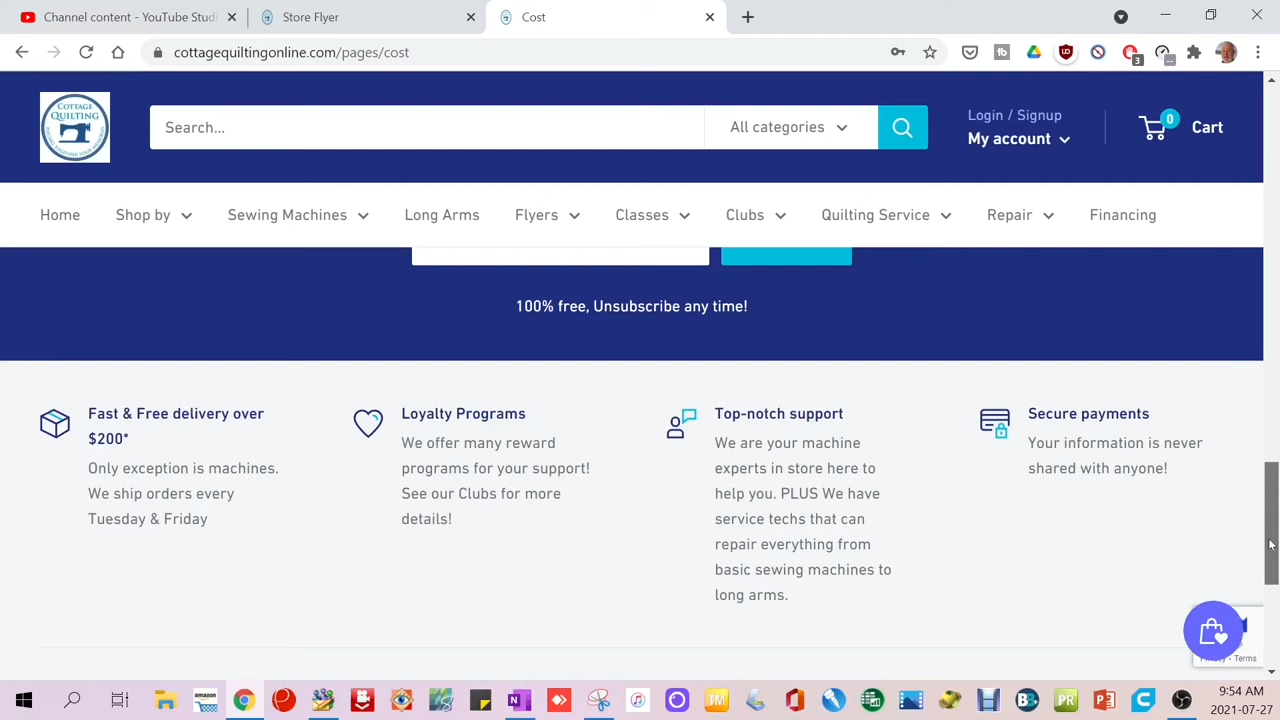 Channel content - YouTube Studi
Store Flyer
Cost
cottagequiltingonline.com/pages/cost
3
COTTAGE
QUILTING
Search...
All categories
Login / Signup
My account
0
Cart
Home
Shop by
Sewing Machines
Long Arms
Flyers
Classes
Clubs
Quilting Service
Repair
Financing
100% free, Unsubscribe any time!
Fast & Free delivery over
$200*
Only exception is machines.
We ship orders every
Tuesday & Friday
Loyalty Programs
We offer many reward
programs for your support!
See our Clubs for more
details!
Top-notch support
We are your machine
experts in store here to
help you. PLUS We have
service techs that can
repair everything from
basic sewing machines to
long arms.
Secure payments
Your information is never
shared with anyone!
Privacy - Terms
amazon
TM
PR
9:54 AM
2021-07-27